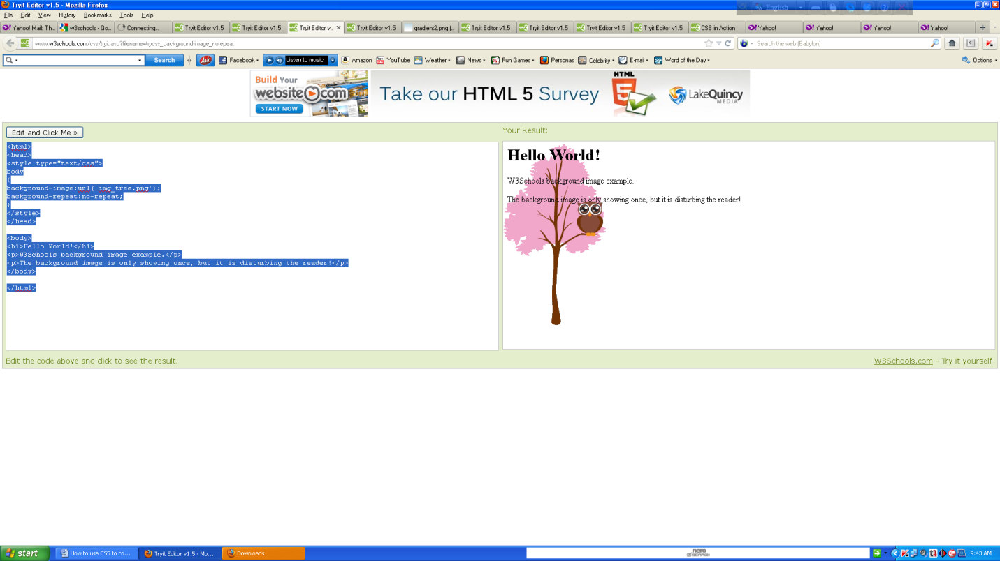 Tryit Editor v1.5 - Mozilla Firefox
English
File Edit View History Bookmarks Tools Help
Yahoo! Mail: Th... w3schools - Go... Connecting... Tryit Editor v1.5 Tryit Editor v1.5 Tryit Editor v... Tryit Editor v1.5 gradient2.png (... Tryit Editor v1.5 Tryit Editor v1.5 Tryit Editor v1.5 Tryit Editor v1.5 CSS in Action Yahoo! Yahoo! Yahoo! Yahoo!
www.w3schools.com/css/tryit.asp?filename=trycss_background-image_norepeat
Search the web (Babylon)
Search Ask Facebook Listen to music Amazon YouTube Weather News Fun Games Personas Celebrity E-mail Word of the Day Options
Build Your
website.com
START NOW
Take our HTML 5 Survey
HTML
5
LakeQuincy
MEDIA
Edit and Click Me »
Your Result:
<html>
<head>
<style type="text/css">
body
{
background-image:url('img_tree.png');
background-repeat:no-repeat;
}
</style>
</head>
<body>
<h1>Hello World!</h1>
<p>W3Schools background image example.</p>
<p>The background image is only showing once, but it is disturbing the reader!</p>
</body>
</html>
Hello World!
W3Schools background image example.
The background image is only showing once, but it is disturbing the reader!
Edit the code above and click to see the result.
W3Schools.com - Try it yourself
start
How to use CSS to co...
Tryit Editor v1.5 - Mo...
Downloads
nero
SEARCH
9:43 AM